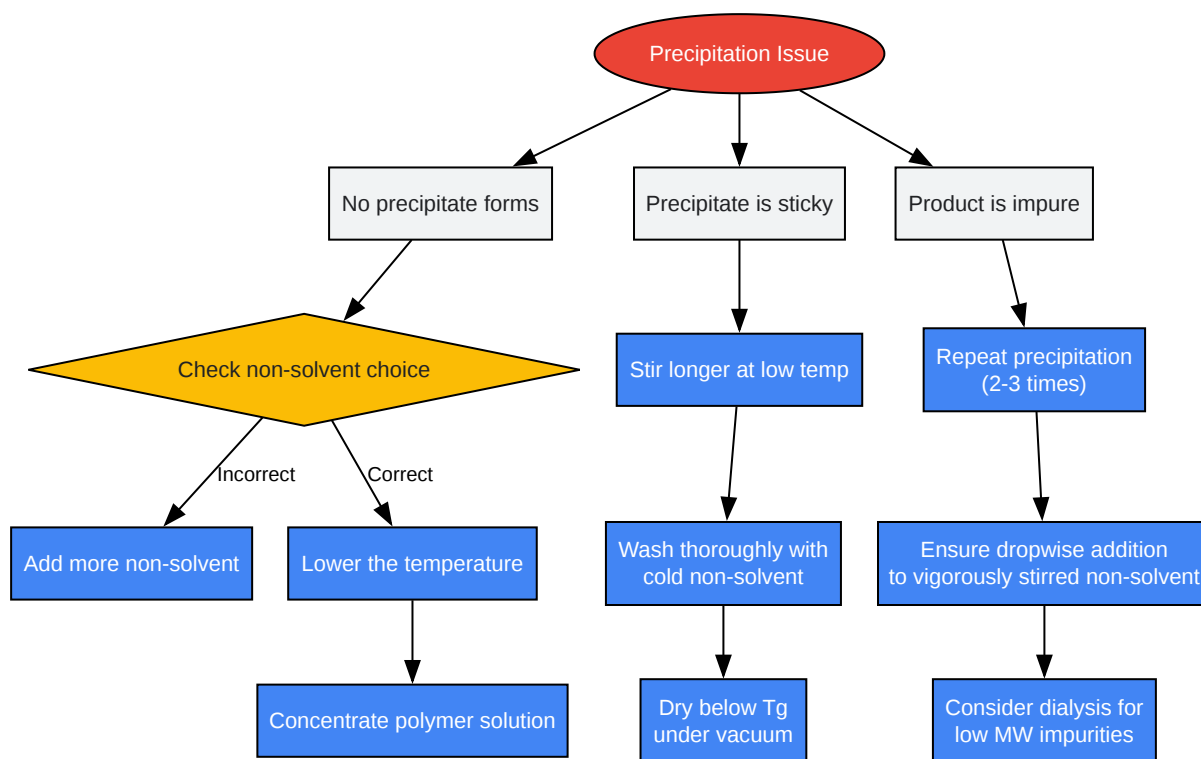 Precipitation Issue
No precipitate forms
Precipitate is sticky
Product is impure
Check non-solvent choice
Stir longer at low temp
Repeat precipitation
(2-3 times)
Incorrect
Correct
Add more non-solvent
Lower the temperature
Wash thoroughly with
cold non-solvent
Ensure dropwise addition
to vigorously stirred non-solvent
Concentrate polymer solution
Dry below Tg
under vacuum
Consider dialysis for
low MW impurities